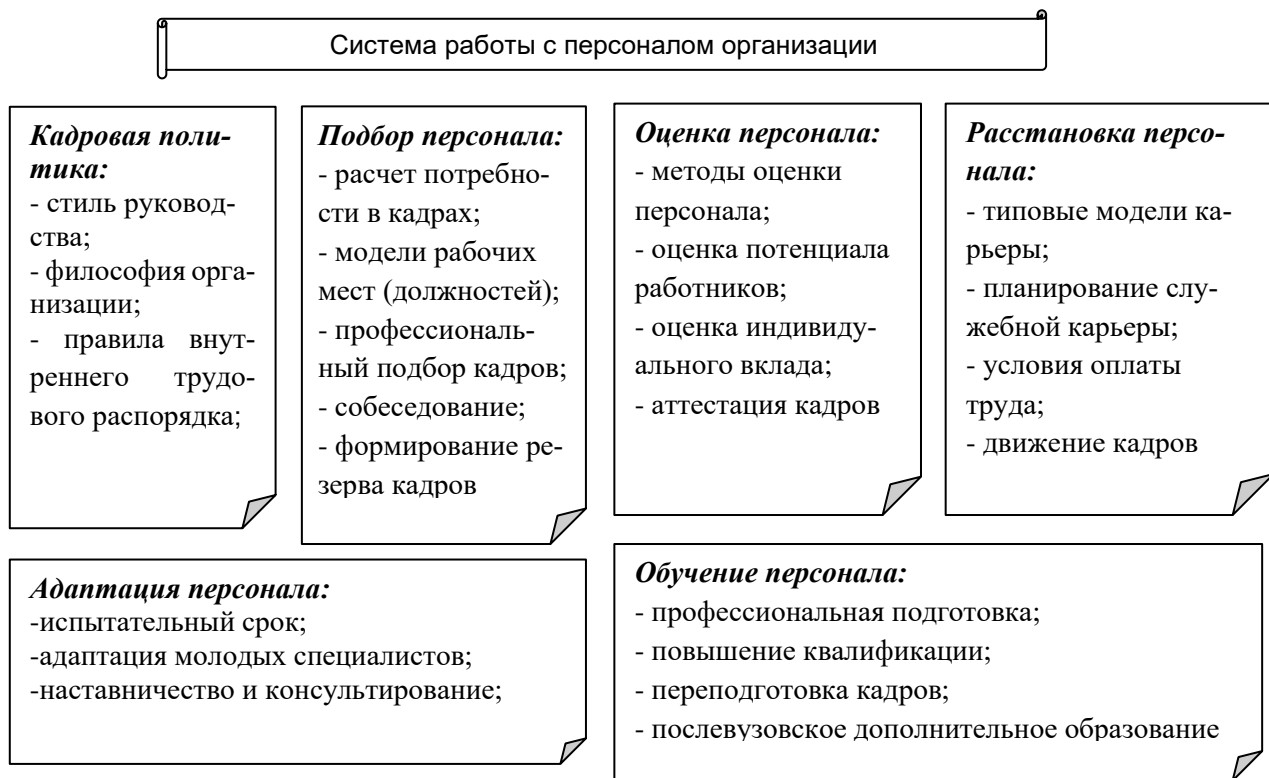 Система работы с персоналом организации
Кадровая поли-
тика:
- стиль руковод-
ства;
- философия орга-
низации;
- правила внут-
реннего трудо-
вого распорядка;
Подбор персонала:
- расчет потребно-
сти в кадрах;
- модели рабочих
мест (должностей);
- профессиональ-
ный подбор кадров;
- собеседование;
- формирование ре-
зерва кадров
Оценка персонала:
- методы оценки
персонала;
- оценка потенциала
работников;
- оценка индивиду-
ального вклада;
- аттестация кадров
Расстановка персо-
нала:
- типовые модели ка-
рьеры;
- планирование слу-
жебной карьеры;
- условия оплаты
труда;
- движение кадров
Адаптация персонала:
-испытательный срок;
-адаптация молодых специалистов;
-наставничество и консультирование;
Обучение персонала:
- профессиональная подготовка;
- повышение квалификации;
- переподготовка кадров;
- послевузовское дополнительное образование